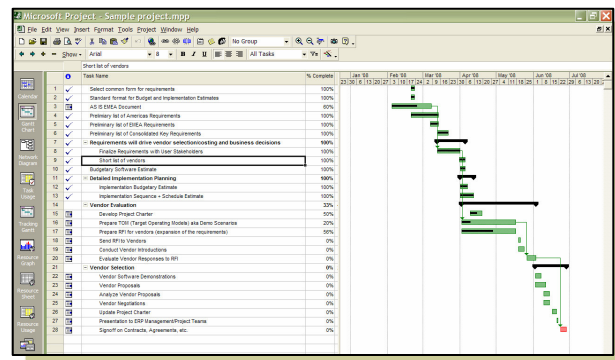 Microsoft Project - Sample project.mpp
File Edit View Insert Format Tools Project Collaborate Window Help
No Group
Show Arial 8 B I U All Tasks
Short list of vendors
Task Name % Complete Jan '08 Feb '08 Mar '08 Apr '08 May '08 Jun '08 Jul '08
1 Select common form for requirements 100%
2 Standard format for Budget and Implementation Estimates 100%
3 AS IS EMEA Document 60%
4 Preliminary list of Americas Requirements 100%
5 Preliminary list of EMEA Requirements 100%
6 Preliminary list of Consolidated Key Requirements 100%
7 Requirements will drive vendor selection/costing and business decisions 100%
8 Finalize Requirements with User Stakeholders 100%
9 Short list of vendors 100%
10 Budgetary Software Estimate 100%
11 Detailed Implementation Planning 100%
12 Implementation Budgetary Estimate 100%
13 Implementation Sequence + Schedule Estimate 100%
14 Vendor Evaluation 33%
15 Develop Project Charter 50%
16 Prepare TOM (Target Operating Models) aka Demo Scenarios 20%
17 Prepare RFI for vendors (expansion of the requirements) 56%
18 Send RFI to Vendors 0%
19 Conduct Vendor Introductions 0%
20 Evaluate Vendor Responses to RFI 0%
21 Vendor Selection 0%
22 Vendor Software Demonstrations 0%
23 Vendor Proposals 0%
24 Analyze Vendor Proposals 0%
25 Vendor Negotiations 0%
26 Update Project Charter 0%
27 Presentation to ERP Management/Project Teams 0%
28 Signoff on Contracts, Agreements, etc. 0%
Calendar
Gantt Chart
Network Diagram
Task Usage
Tracking Gantt
Resource Graph
Resource Sheet
Resource Usage